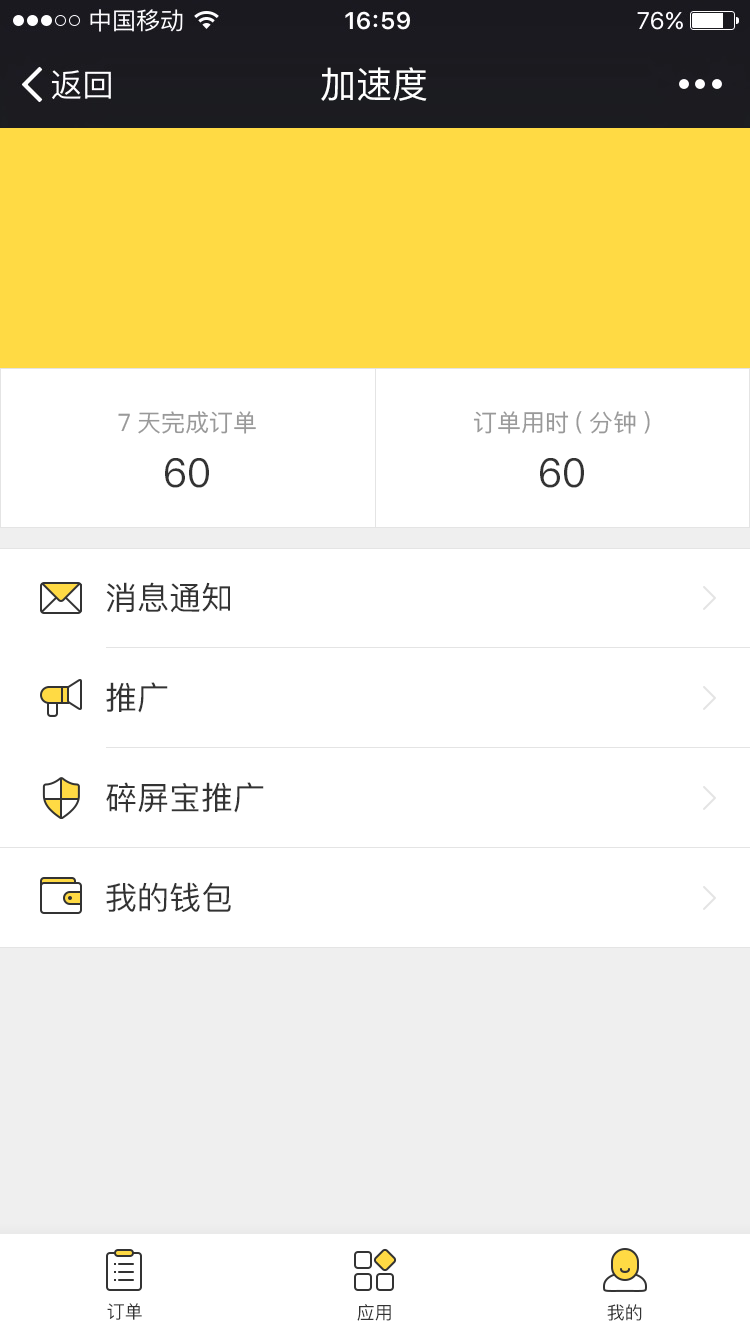 中国移动 16:59 76%
返回 加速度
7 天完成订单 订单用时 ( 分钟 )
60 60
消息通知
推广
碎屏宝推广
我的钱包
订单 应用 我的